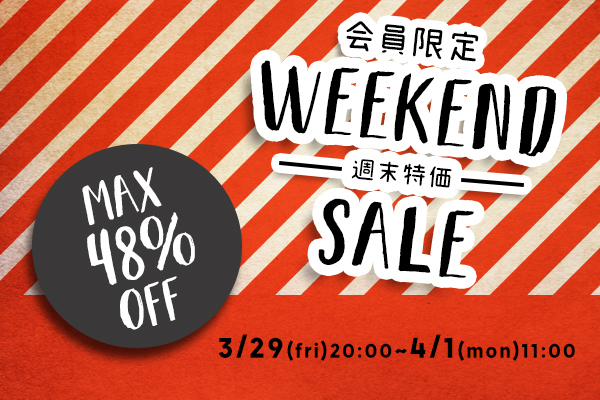 会員限定
WEEKEND
週末特価
SALE
MAX
48%
OFF
3/29(fri)20:00~4/1(mon)11:00